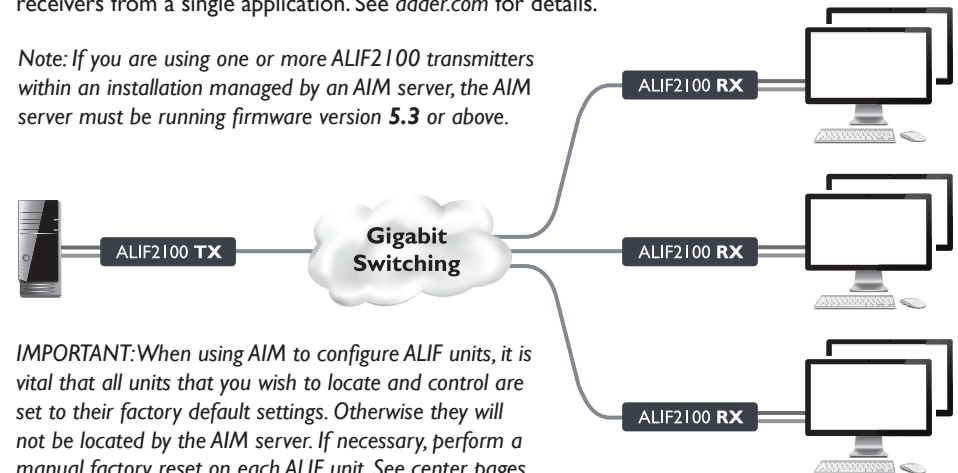 receivers from a single application. See adder.com for details.
Note: If you are using one or more ALIF2100 transmitters
within an installation managed by an AIM server, the AIM
server must be running firmware version 5.3 or above.
ALIF2100 RX
ALIF2100 TX
Gigabit
Switching
ALIF2100 RX
IMPORTANT: When using AIM to configure ALIF units, it is
vital that all units that you wish to locate and control are
set to their factory default settings. Otherwise they will
not be located by the AIM server. If necessary, perform a
manual factory reset on each ALIF unit. See center pages
ALIF2100 RX